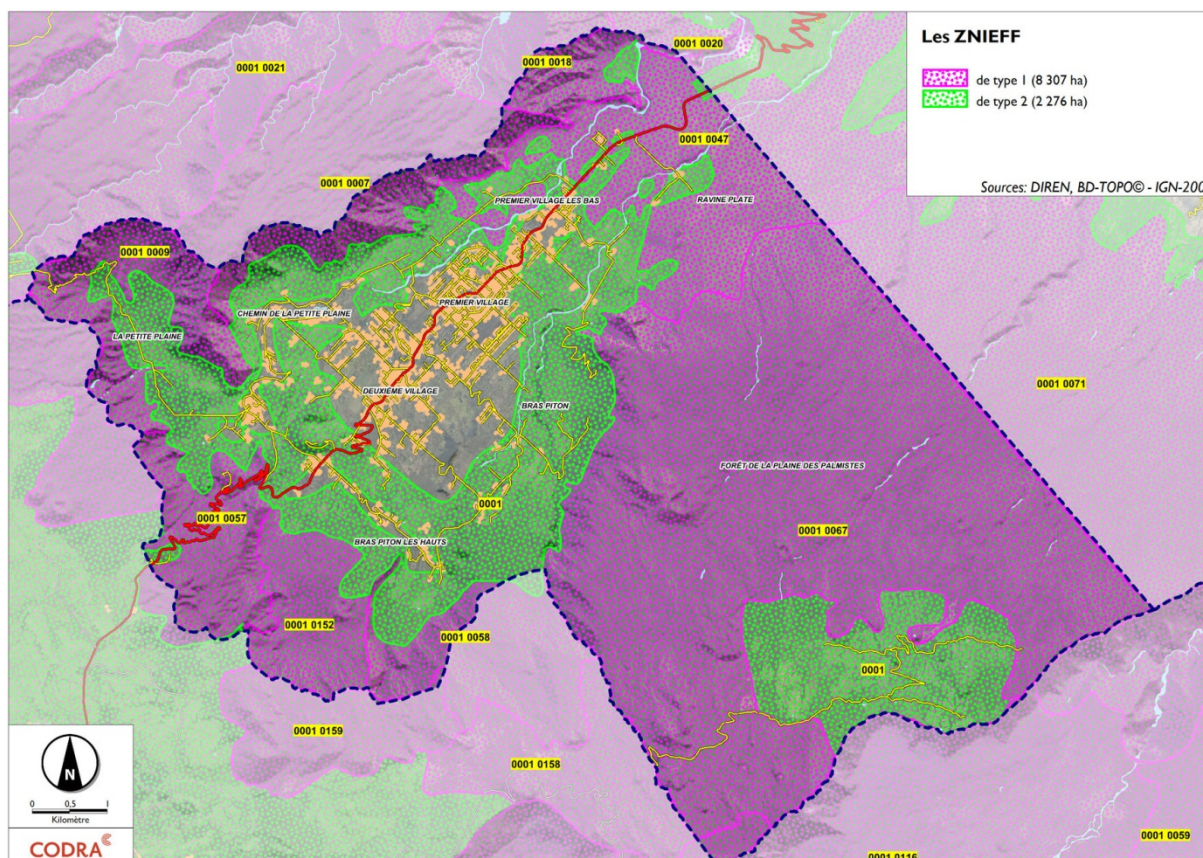 Les ZNIEFF
de type 1 (8 307 ha)
de type 2 (2 276 ha)
Sources: DIREN, BD-TOPO© - IGN-200
0001 0020
0001 0021
0001 0018
0001 0047
0001 0007
PREMIER VILLAGE LES BAS
RAVINE PLATE
0001 0009
PREMIER VILLAGE
CHEMIN DE LA PETITE PLAINE
LA PETITE PLAINE
0001 0071
DEUXIÈME VILLAGE
BRAS PITON
FORÊT DE LA PLAINE DES PALMISTES
0001
0001 0057
0001 0067
BRAS PITON LES HAUTS
0001 0152
0001 0058
0001
0001 0159
0001 0158
N
0 0,5 1
Kilomètre
CODRA
0001 0059
0001 0116